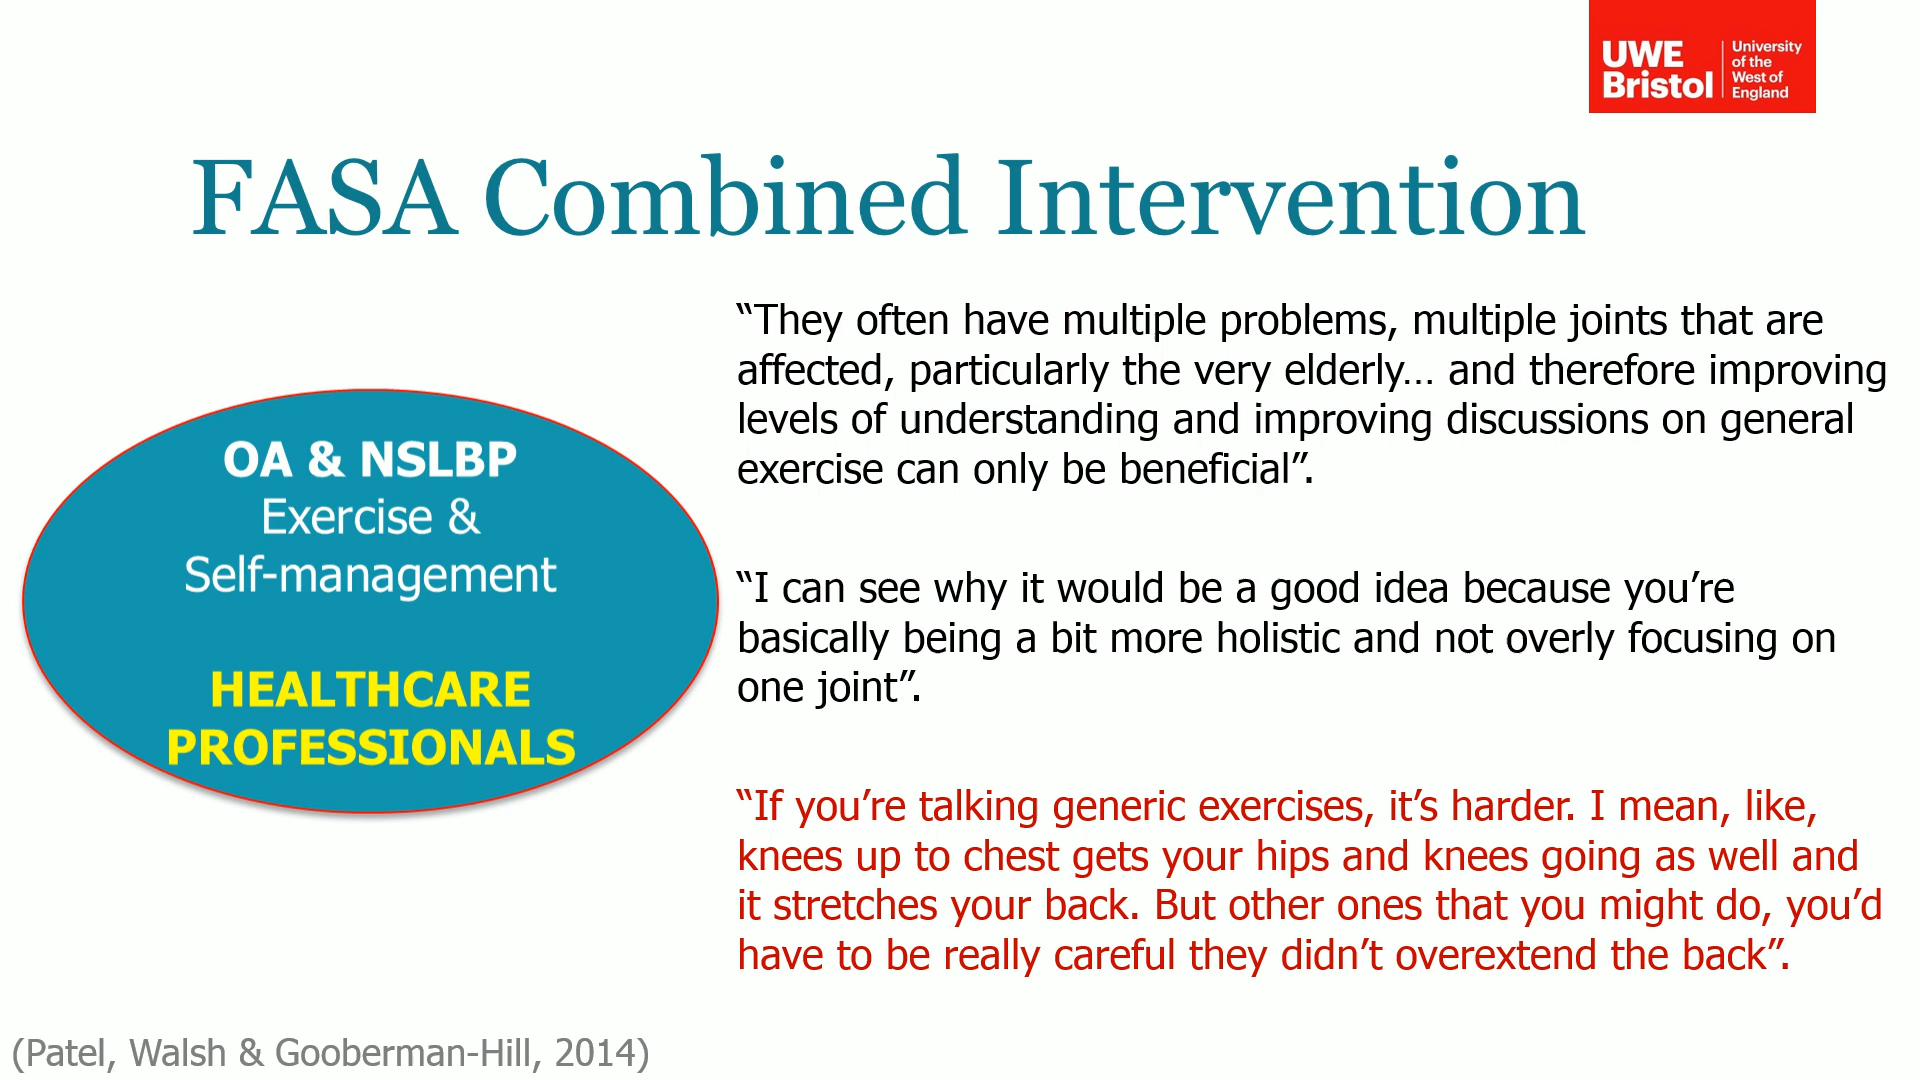 UWE
Bristol
University
of the
West of
England
FASA Combined Intervention
OA & NSLBP
Exercise &
Self-management
HEALTHCARE
PROFESSIONALS
“They often have multiple problems, multiple joints that are
affected, particularly the very elderly… and therefore improving
levels of understanding and improving discussions on general
exercise can only be beneficial”.
“I can see why it would be a good idea because you’re
basically being a bit more holistic and not overly focusing on
one joint”.
“If you’re talking generic exercises, it’s harder. I mean, like,
knees up to chest gets your hips and knees going as well and
it stretches your back. But other ones that you might do, you’d
have to be really careful they didn’t overextend the back”.
(Patel, Walsh & Gooberman-Hill, 2014)